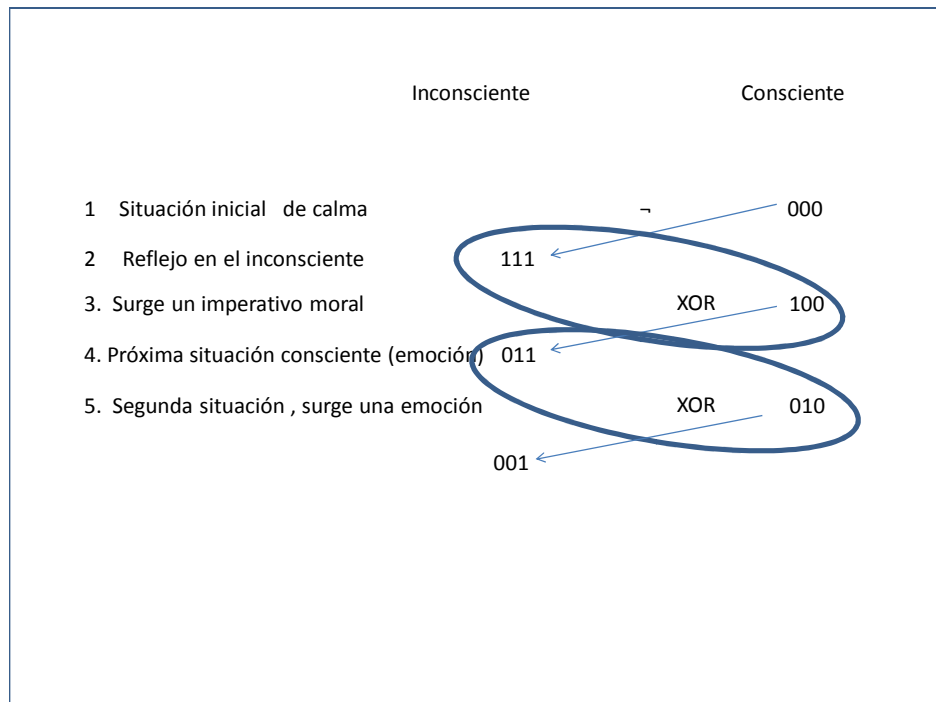 Inconsciente Consciente
1 Situación inicial de calma ¬ 000
2 Reflejo en el inconsciente 111
3. Surge un imperativo moral XOR 100
4. Próxima situación consciente (emoción) 011
5. Segunda situación , surge una emoción XOR 010
001